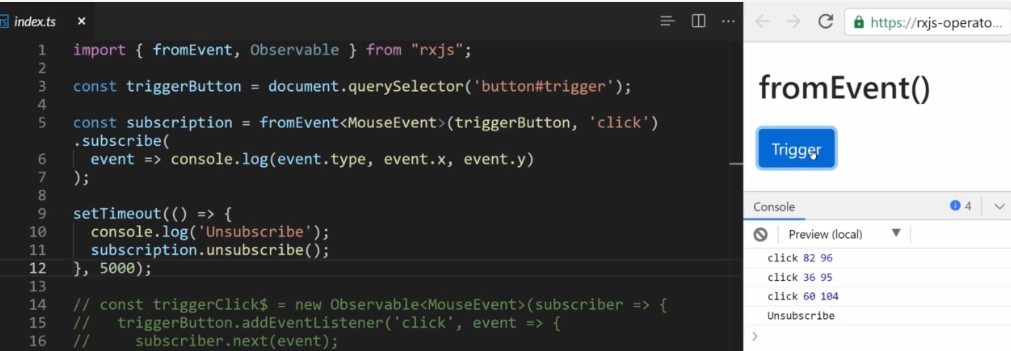 TS index.ts ×
1 import { fromEvent, Observable } from "rxjs";
2
3 const triggerButton = document.querySelector('button#trigger');
4
5 const subscription = fromEvent<MouseEvent>(triggerButton, 'click')
.subscribe(
6 event => console.log(event.type, event.x, event.y)
7 );
8
9 setTimeout(() => {
10 console.log('Unsubscribe');
11 subscription.unsubscribe();
12 }, 5000);
13
14 // const triggerClick$ = new Observable<MouseEvent>(subscriber => {
15 //   triggerButton.addEventListener('click', event => {
16 //     subscriber.next(event);
https://rxjs-operato...
fromEvent()
Trigger
Console 4
Preview (local)
click 82 96
click 36 95
click 60 104
Unsubscribe
>